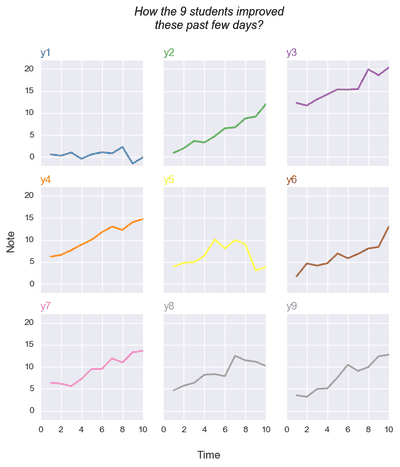 How the 9 students improved
these past few days?
y1 y2 y3
20
15
10
5
0
y4 y5 y6
20
15
10
5
0
Note
y7 y8 y9
20
15
10
5
0
0 2 4 6 8 10 0 2 4 6 8 10 0 2 4 6 8 10
Time